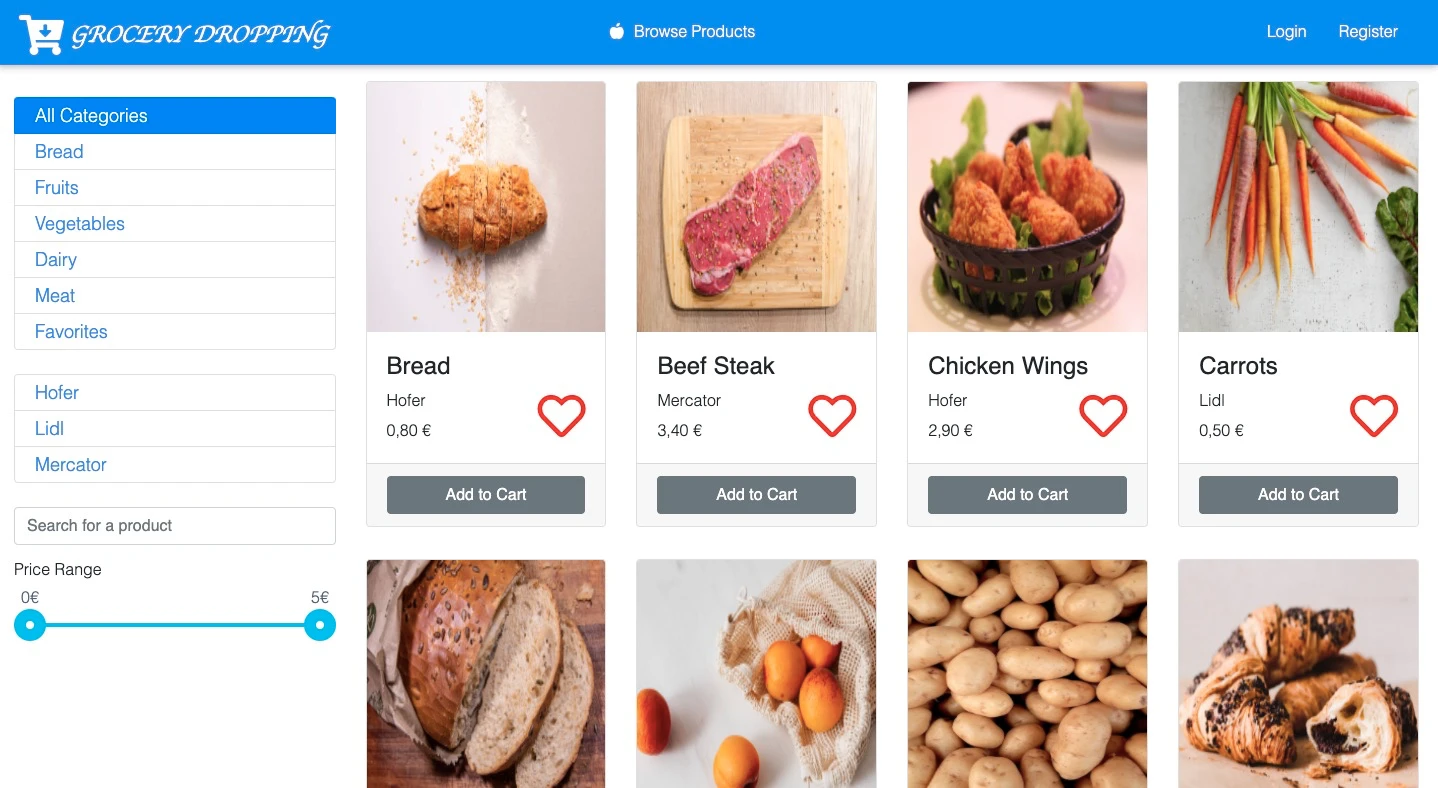 GROCERY DROPPING
Browse Products
Login
Register
All Categories
Bread
Fruits
Vegetables
Dairy
Meat
Favorites
Hofer
Lidl
Mercator
Search for a product
Price Range
0€
5€
Bread
Hofer
0,80 €
Add to Cart
Beef Steak
Mercator
3,40 €
Add to Cart
Chicken Wings
Hofer
2,90 €
Add to Cart
Carrots
Lidl
0,50 €
Add to Cart